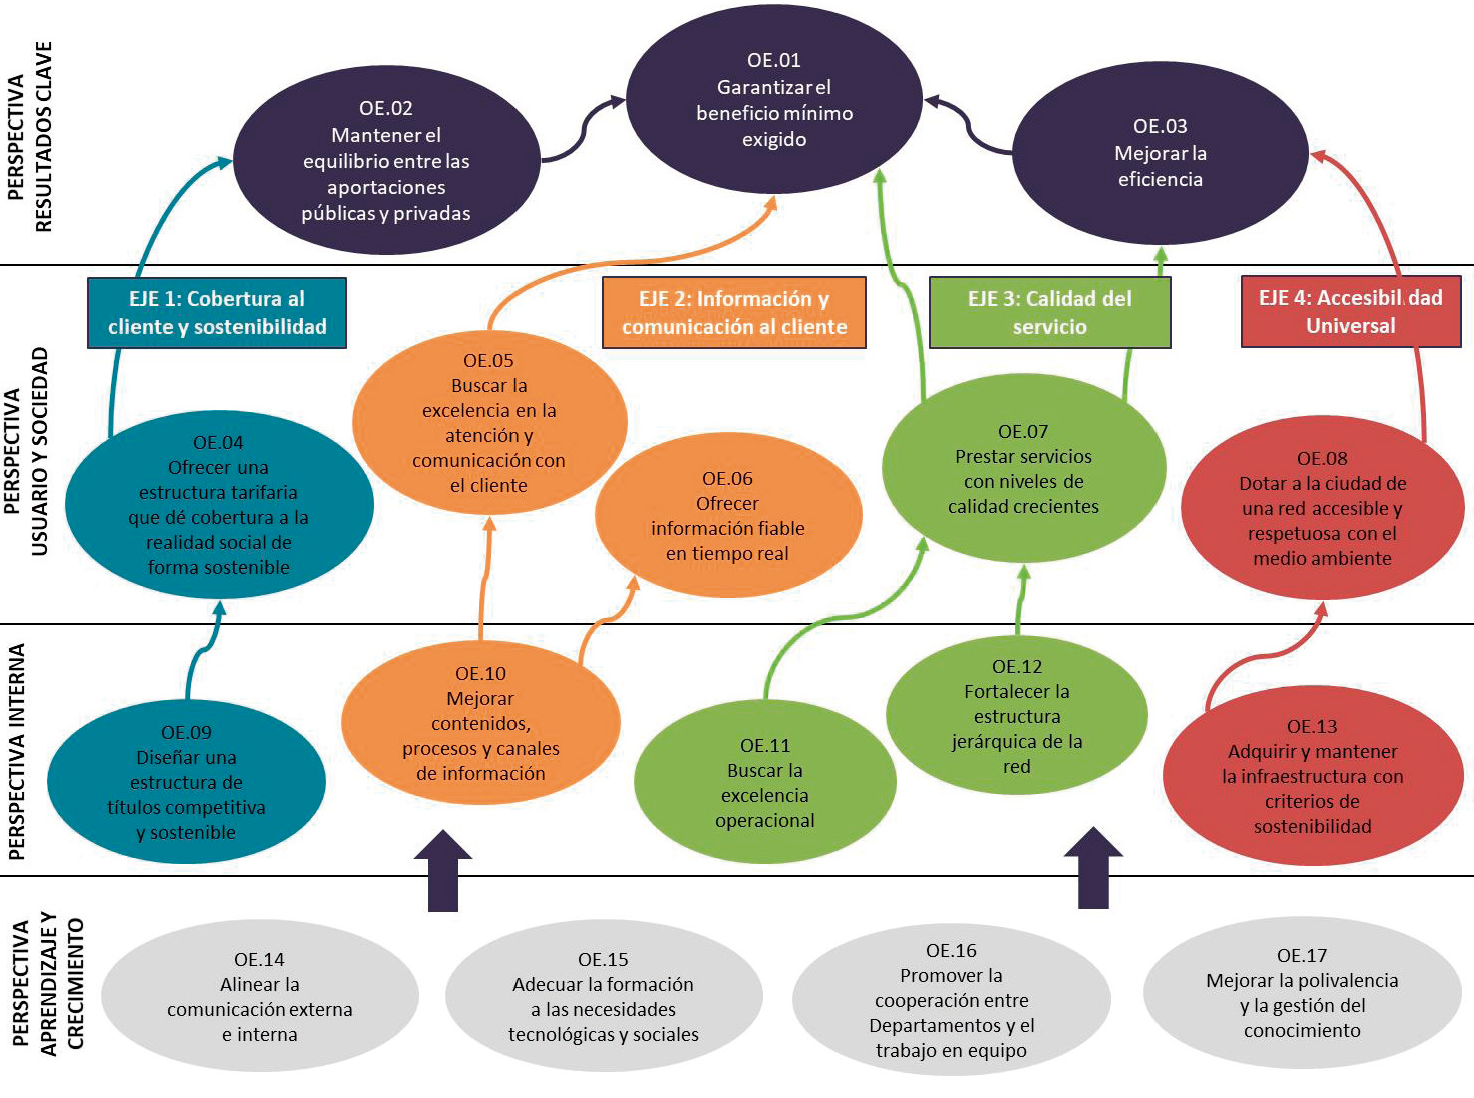 PERSPECTIVA
RESULTADOS CLAVE
OE.01
Garantizar el
beneficio mínimo
exigido
OE.02
Mantener el
equilibrio entre las
aportaciones
públicas y privadas
OE.03
Mejorar la
eficiencia
PERSPECTIVA
USUARIO Y SOCIEDAD
EJE 1: Cobertura al
cliente y sostenibilidad
EJE 2: Información y
comunicación al cliente
EJE 3: Calidad del
servicio
EJE 4: Accesibilidad
Universal
OE.04
Ofrecer una
estructura tarifaria
que dé cobertura a la
realidad social de
forma sostenible
OE.05
Buscar la
excelencia en la
atención y
comunicación con
el cliente
OE.06
Ofrecer
información fiable
en tiempo real
OE.07
Prestar servicios
con niveles de
calidad crecientes
OE.08
Dotar a la ciudad de
una red accesible y
respetuosa con el
medio ambiente
PERSPECTIVA INTERNA
OE.09
Diseñar una
estructura de
títulos competitiva
y sostenible
OE.10
Mejorar
contenidos,
procesos y canales
de información
OE.11
Buscar la
excelencia
operacional
OE.12
Fortalecer la
estructura
jerárquica de la
red
OE.13
Adquirir y mantener
la infraestructura con
criterios de
sostenibilidad
PERSPECTIVA
APRENDIZAJE Y
CRECIMIENTO
OE.14
Alinear la
comunicación externa
e interna
OE.15
Adecuar la formación
a las necesidades
tecnológicas y sociales
OE.16
Promover la
cooperación entre
Departamentos y el
trabajo en equipo
OE.17
Mejorar la polivalencia
y la gestión del
conocimiento